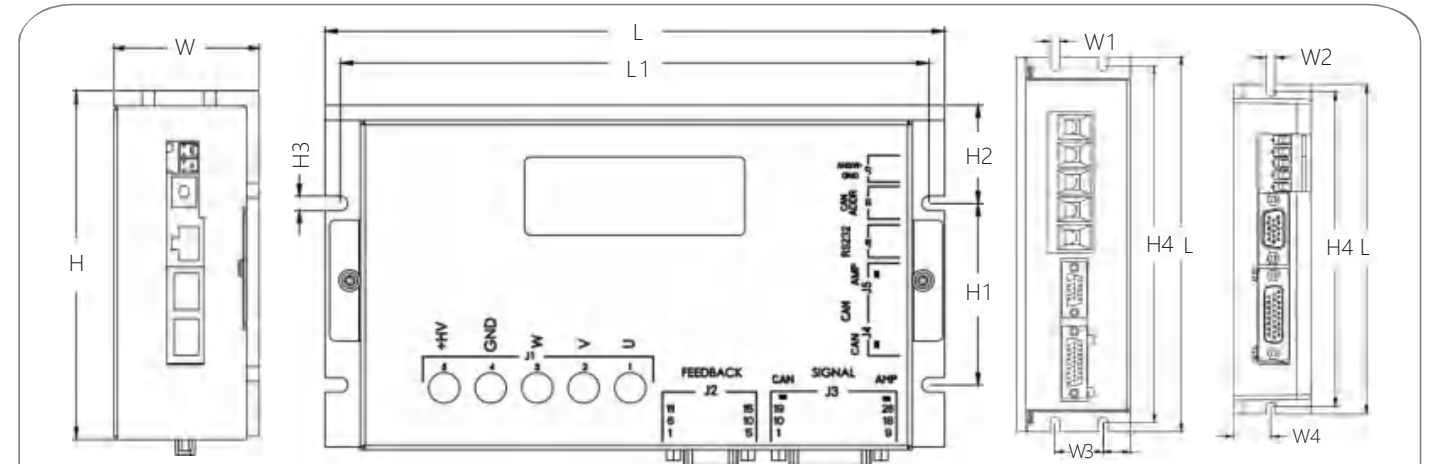 W
H
L
L1
H3
H2
H1
GND
CAN
ADDR
RS232
AMP
J5
CAN
CAN
J4
+HV
GND
W
V
U
J1
5
4
3
2
1
FEEDBACK
J2
11
6
1
15
10
5
CAN
SIGNAL
AMP
J3
19
10
1
26
18
9
W1
H4
L
W3
W2
H4
L
W4